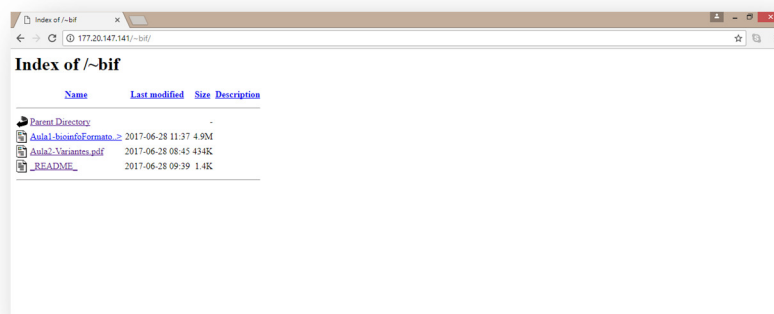 Index of /~bif
177.20.147.141/~bif/
Index of /~bif
Name Last modified Size Description
Parent Directory -
Aula1-bioinfoFormato..> 2017-06-28 11:37 4.9M
Aula2-Variantes.pdf 2017-06-28 08:45 434K
_README_ 2017-06-28 09:39 1.4K